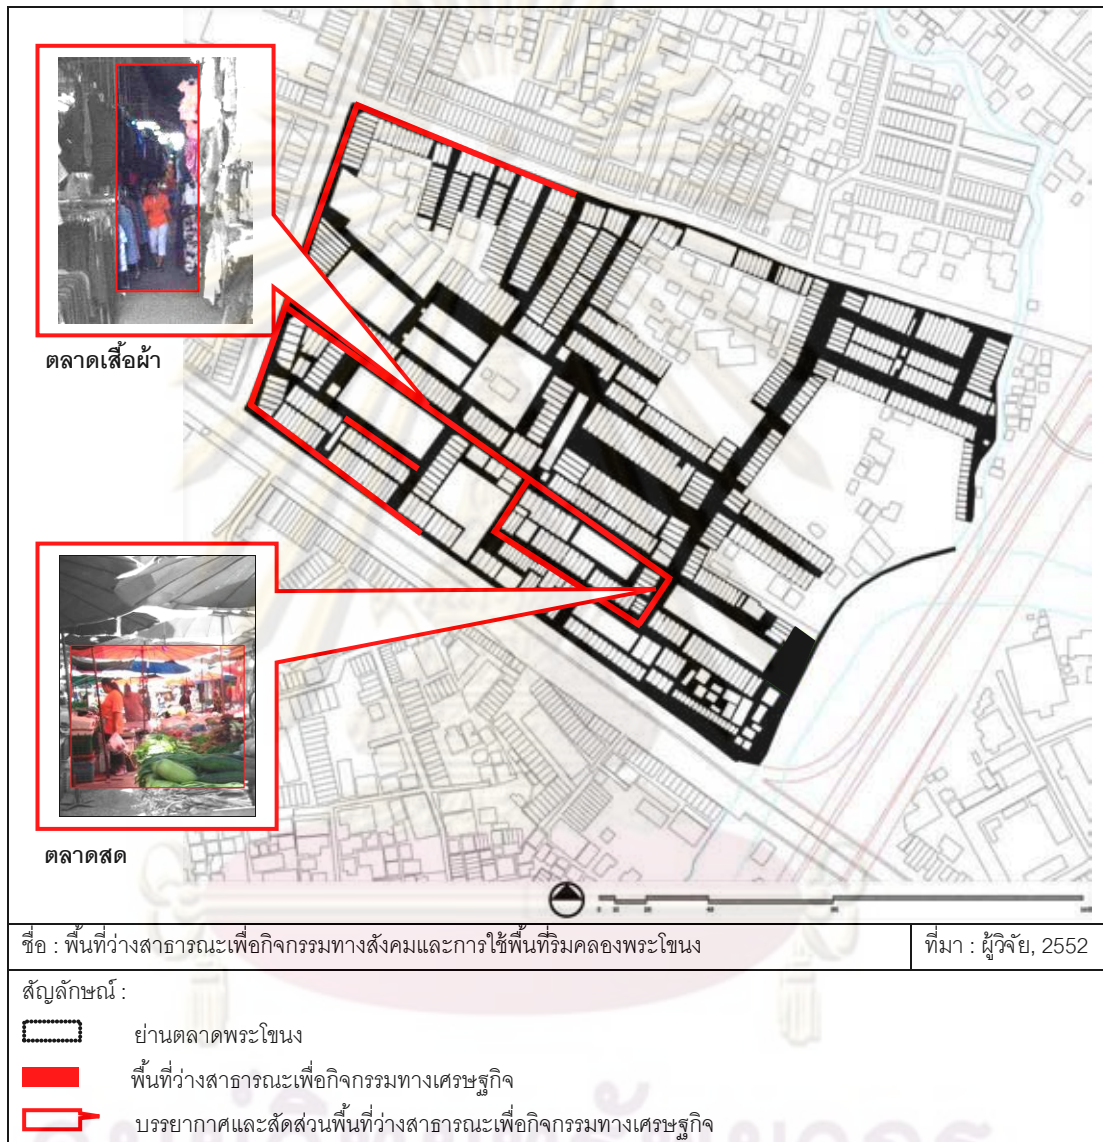 ตลาดเสื้อผ้า
ตลาดสด
ชื่อ : พื้นที่ว่างสาธารณะเพื่อกิจกรรมทางสังคมและการใช้พื้นที่ริมคลองพระโขนง
ที่มา : ผู้วิจัย, 2552
สัญลักษณ์ :
ย่านตลาดพระโขนง
พื้นที่ว่างสาธารณะเพื่อกิจกรรมทางเศรษฐกิจ
บรรยากาศและสัดส่วนพื้นที่ว่างสาธารณะเพื่อกิจกรรมทางเศรษฐกิจ